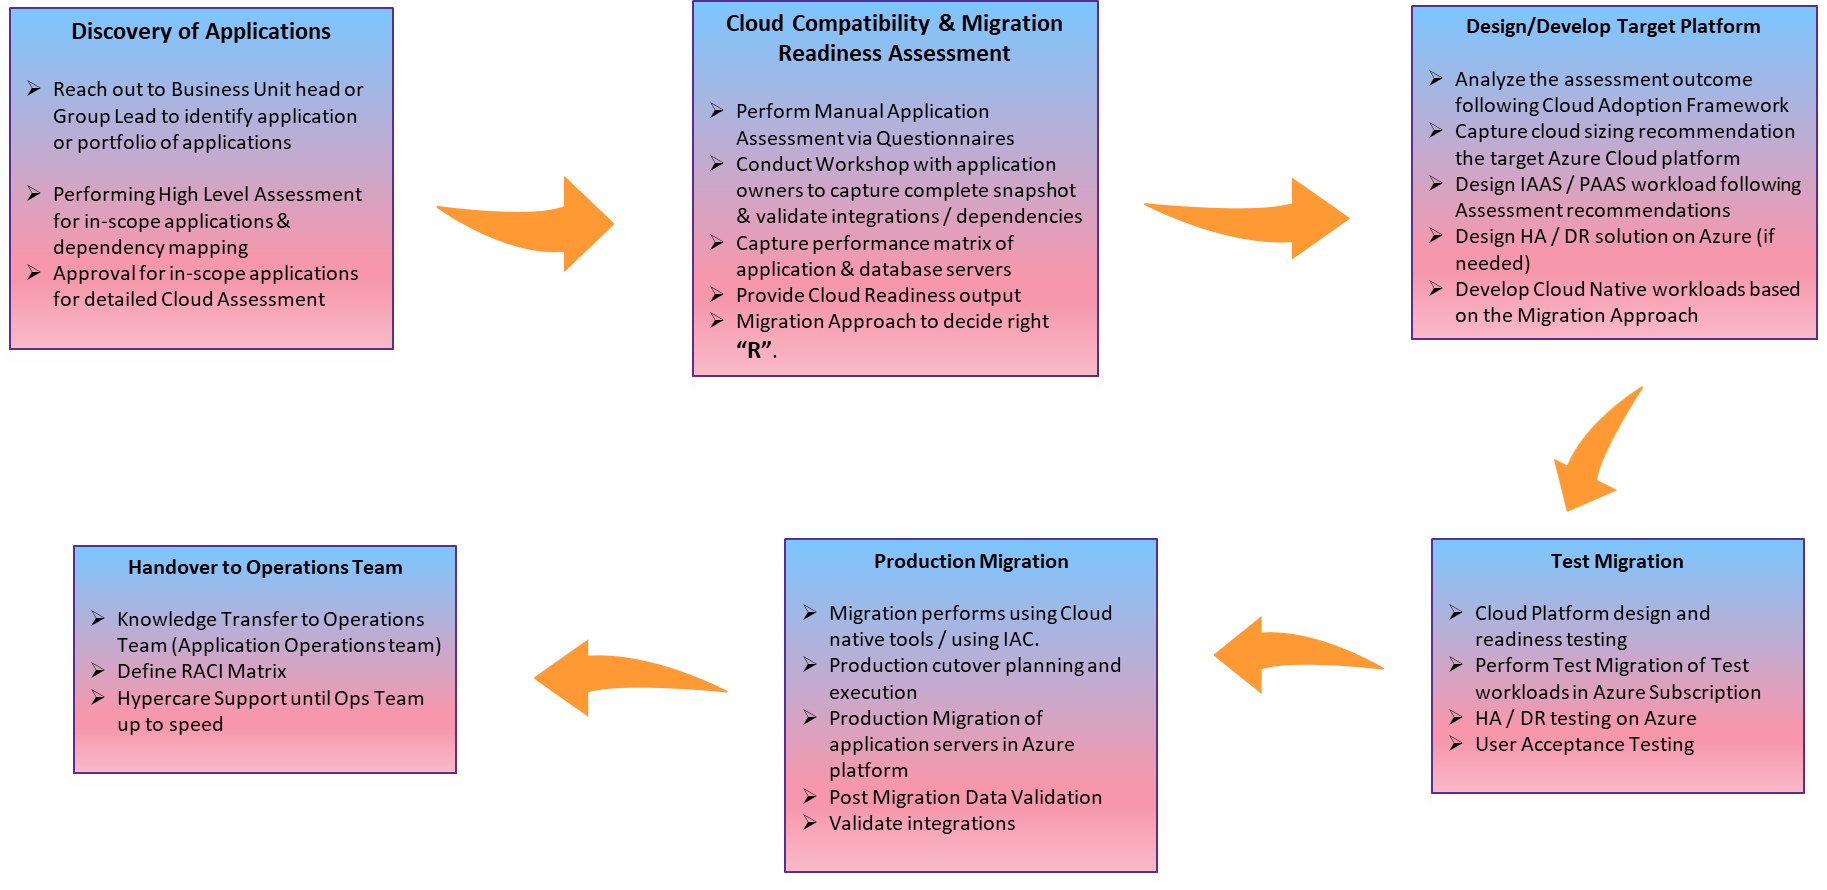 Discovery of Applications
Reach out to Business Unit head or
Group Lead to identify application
or portfolio of applications
Performing High Level Assessment
for in-scope applications &
dependency mapping
Approval for in-scope applications
for detailed Cloud Assessment
Cloud Compatibility & Migration
Readiness Assessment
Perform Manual Application
Assessment via Questionnaires
Conduct Workshop with application
owners to capture complete snapshot
& validate integrations / dependencies
Capture performance matrix of
application & database servers
Provide Cloud Readiness output
Migration Approach to decide right
“R”.
Design/Develop Target Platform
Analyze the assessment outcome
following Cloud Adoption Framework
Capture cloud sizing recommendation
the target Azure Cloud platform
Design IAAS / PAAS workload following
Assessment recommendations
Design HA / DR solution on Azure (if
needed)
Develop Cloud Native workloads based
on the Migration Approach
Test Migration
Cloud Platform design and
readiness testing
Perform Test Migration of Test
workloads in Azure Subscription
HA / DR testing on Azure
User Acceptance Testing
Production Migration
Migration performs using Cloud
native tools / using IAC.
Production cutover planning and
execution
Production Migration of
application servers in Azure
platform
Post Migration Data Validation
Validate integrations
Handover to Operations Team
Knowledge Transfer to Operations
Team (Application Operations team)
Define RACI Matrix
Hypercare Support until Ops Team
up to speed